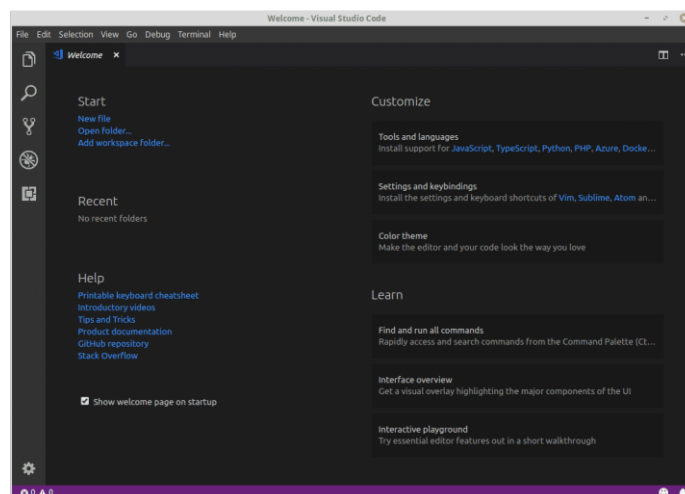 Welcome - Visual Studio Code
File Edit Selection View Go Debug Terminal Help
Welcome
Start
New file
Open folder...
Add workspace folder...
Recent
No recent folders
Help
Printable keyboard cheatsheet
Introductory videos
Tips and Tricks
Product documentation
GitHub repository
Stack Overflow
Show welcome page on startup
Customize
Tools and languages
Install support for JavaScript, TypeScript, Python, PHP, Azure, Docke...
Settings and keybindings
Install the settings and keyboard shortcuts of Vim, Sublime, Atom an...
Color theme
Make the editor and your code look the way you love
Learn
Find and run all commands
Rapidly access and search commands from the Command Palette (Ct...
Interface overview
Get a visual overlay highlighting the major components of the UI
Interactive playground
Try essential editor features out in a short walkthrough
0 0